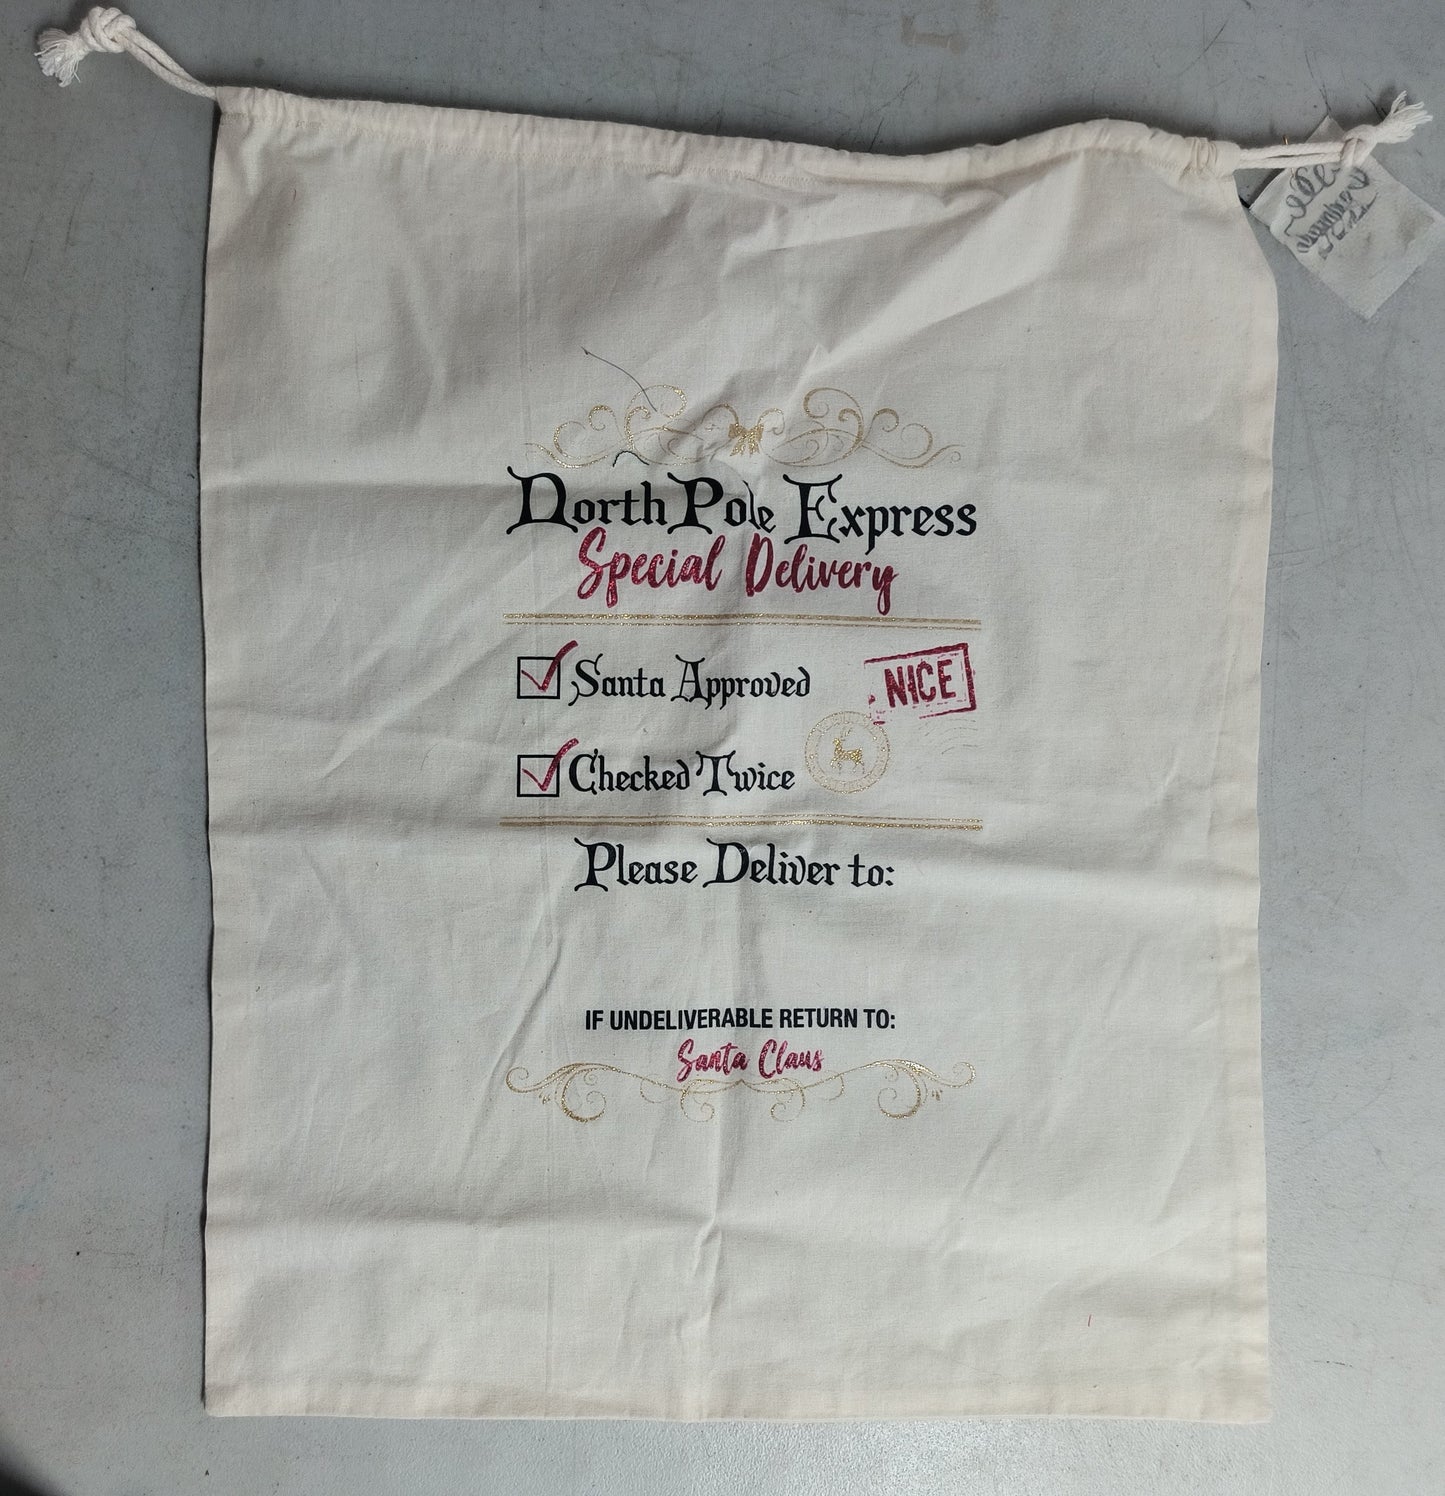 North Pole Express
Special Delivery
Santa Approved
NICE
Checked Twice
Please Deliver to:
IF UNDELIVERABLE RETURN TO:
Santa Claus